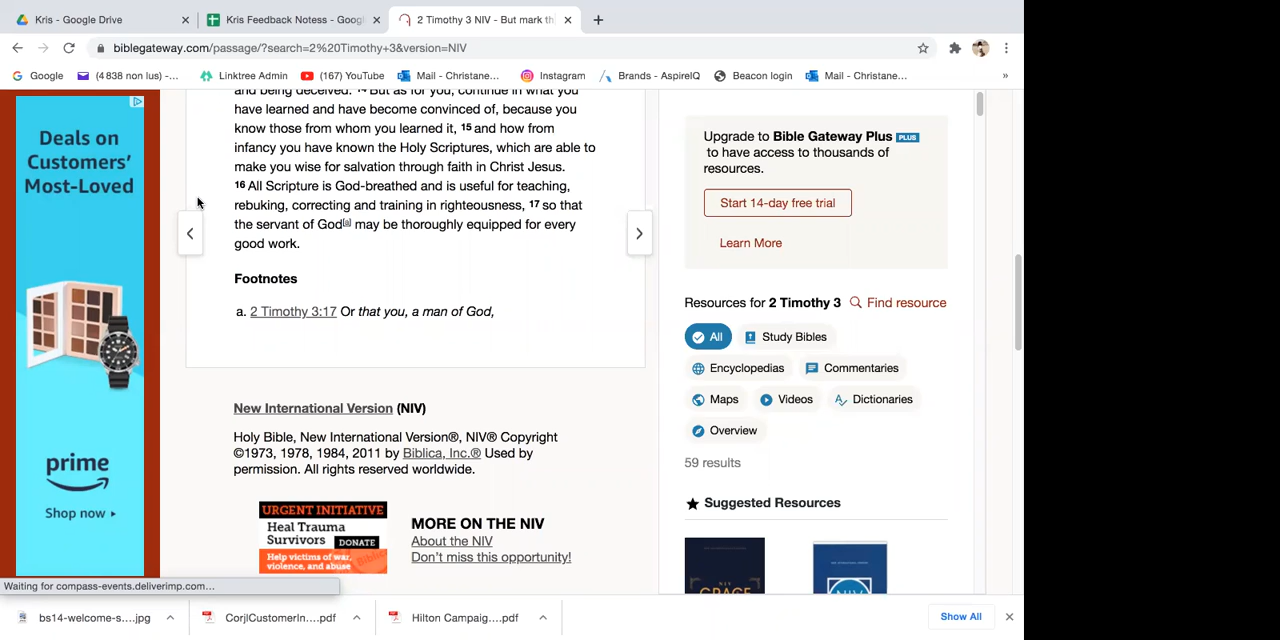 Kris - Google Drive
Kris Feedback Notess - Goog
2 Timothy 3 NIV - But mark th
biblegateway.com/passage/?search=2%20Timothy+3&version=NIV
Google
(4 838 non lus) -...
Linktree Admin
(167) YouTube
Mail - Christane...
Instagram
Brands - AspireIQ
Beacon login
Mail - Christane...
»
Deals on
Customers'
Most-Loved
prime
Shop now
and being deceived. 14 But as for you, continue in what you
have learned and have become convinced of, because you
know those from whom you learned it, 15 and how from
infancy you have known the Holy Scriptures, which are able to
make you wise for salvation through faith in Christ Jesus.
16 All Scripture is God-breathed and is useful for teaching,
rebuking, correcting and training in righteousness, 17 so that
the servant of God[a] may be thoroughly equipped for every
good work.
Footnotes
a. 2 Timothy 3:17 Or that you, a man of God,
New International Version (NIV)
Holy Bible, New International Version®, NIV® Copyright
©1973, 1978, 1984, 2011 by Biblica, Inc.® Used by
permission. All rights reserved worldwide.
URGENT INITIATIVE
Heal Trauma
Survivors DONATE
Help victims of war,
violence, and abuse
MORE ON THE NIV
About the NIV
Don't miss this opportunity!
Upgrade to Bible Gateway Plus PLUS
to have access to thousands of
resources.
Start 14-day free trial
Learn More
Resources for 2 Timothy 3 Find resource
All Study Bibles
Encyclopedias Commentaries
Maps Videos Dictionaries
Overview
59 results
Suggested Resources
NIV
Waiting for compass-events.deliverimp.com...
bs14-welcome-s....jpg
CorjlCustomerIn....pdf
Hilton Campaig....pdf
Show All